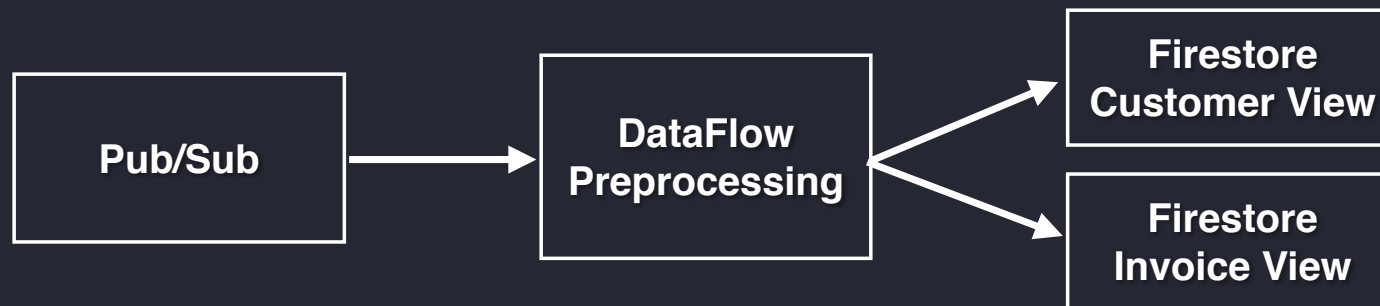 Pub/Sub
DataFlow
Preprocessing
Firestore
Customer View
Firestore
Invoice View